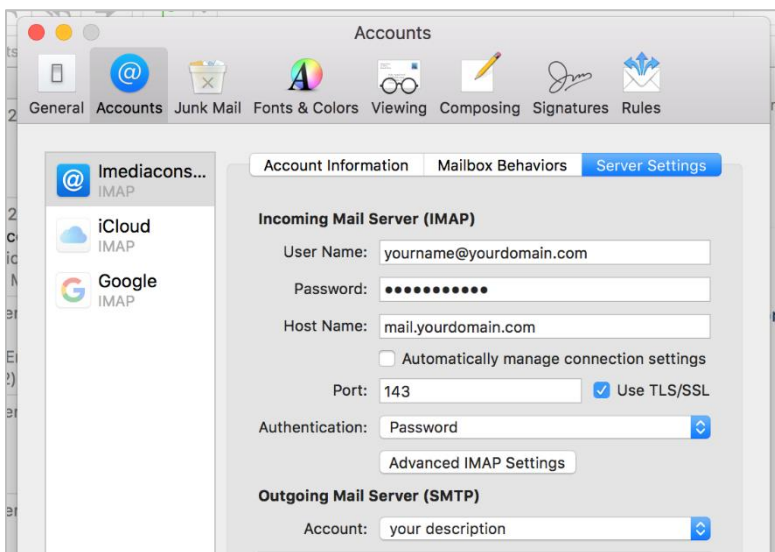 Accounts
General Accounts Junk Mail Fonts & Colors Viewing Composing Signatures Rules
Imediacons...
IMAP
iCloud
IMAP
Google
IMAP
Account Information Mailbox Behaviors Server Settings
Incoming Mail Server (IMAP)
User Name: yourname@yourdomain.com
Password: •••••••••••
Host Name: mail.yourdomain.com
Automatically manage connection settings
Port: 143 Use TLS/SSL
Authentication: Password
Advanced IMAP Settings
Outgoing Mail Server (SMTP)
Account: your description